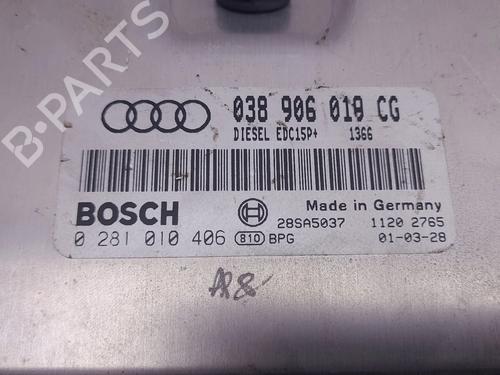 B-PARTS
038 906 018 CG
DIESEL EDC15P+ 1366
BOSCH
Made in Germany
28SA5037 1120 2765
0 281 010 406 810 BPG 01-03-28
A8